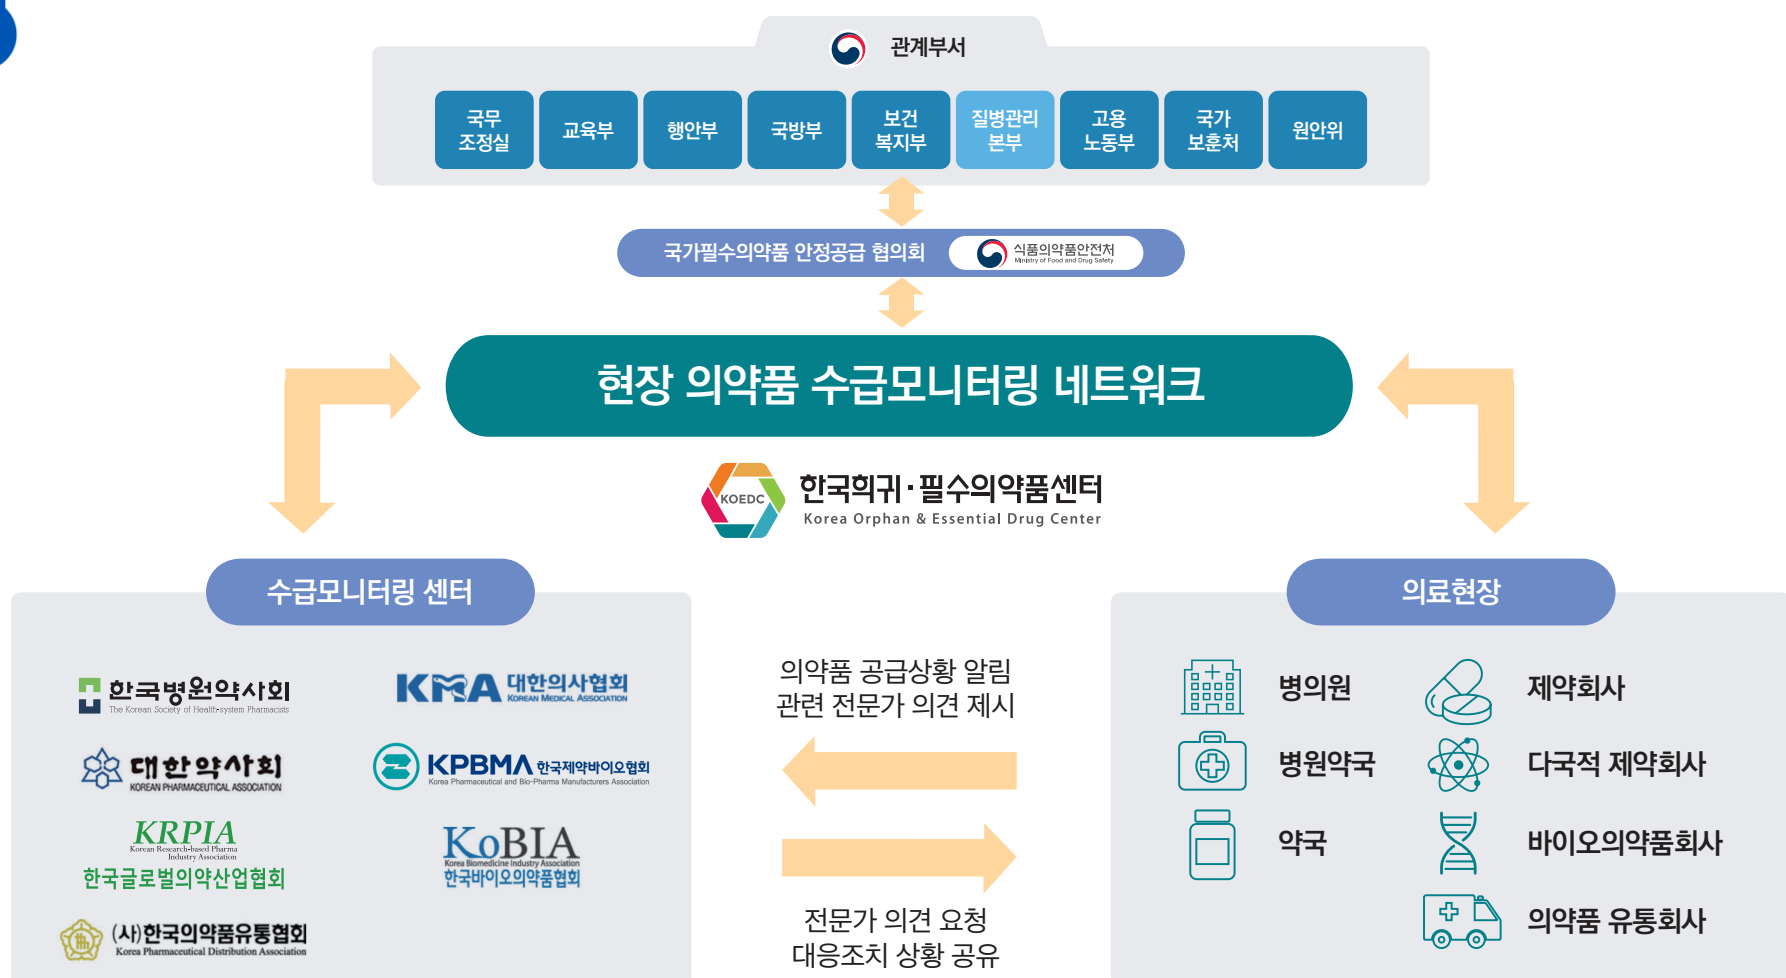 관계부서
국무
조정실
교육부
행안부
국방부
보건
복지부
질병관리
본부
고용
노동부
국가
보훈처
원안위
국가필수의약품 안정공급 협의회
식품의약품안전처
Ministry of Food and Drug Safety
현장 의약품 수급모니터링 네트워크
KOEDC
한국희귀·필수의약품센터
Korea Orphan & Essential Drug Center
수급모니터링 센터
한국병원약사회
The Korean Society of Health-system Pharmacists
KMA 대한의사협회
KOREAN MEDICAL ASSOCIATION
대한약사회
KOREAN PHARMACEUTICAL ASSOCIATION
KPBMA 한국제약바이오협회
Korea Pharmaceutical and Bio-Pharma Manufacturers Association
KRPIA
Korean Research-based Pharma
Industry Association
한국글로벌의약산업협회
KoBIA
Korea Biomedicine Industry Association
한국바이오의약품협회
(사)한국의약품유통협회
Korea Pharmaceutical Distribution Association
의약품 공급상황 알림
관련 전문가 의견 제시
전문가 의견 요청
대응조치 상황 공유
의료현장
병의원
제약회사
병원약국
다국적 제약회사
약국
바이오의약품회사
의약품 유통회사